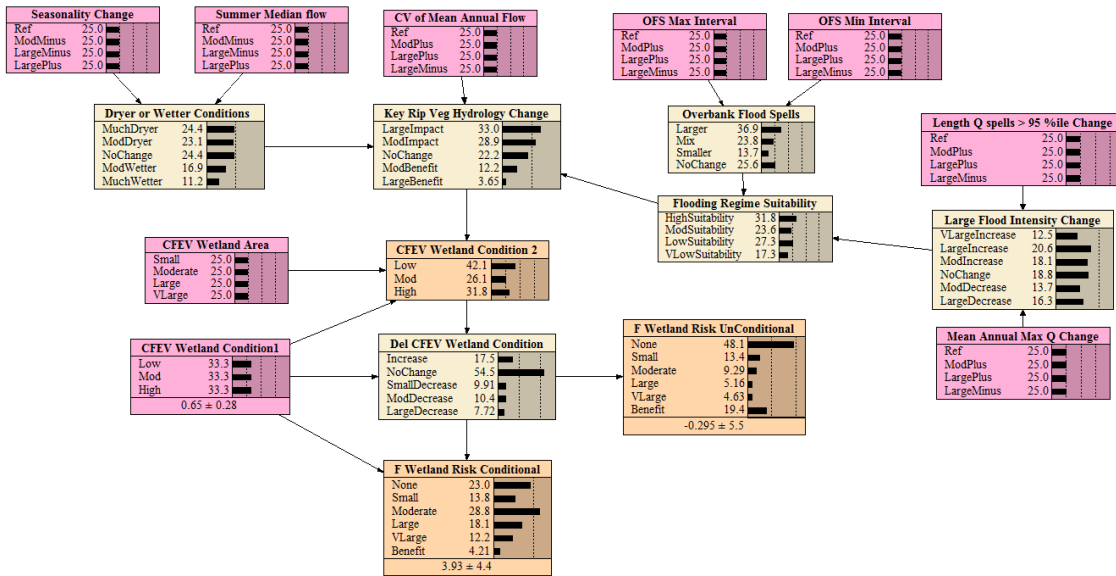 Seasonality Change
Ref 25.0
ModMinus 25.0
LargeMinus 25.0
LargePlus 25.0
Summer Median flow
Ref 25.0
ModMinus 25.0
LargeMinus 25.0
LargePlus 25.0
CV of Mean Annual Flow
Ref 25.0
ModPlus 25.0
LargePlus 25.0
LargeMinus 25.0
OFS Max Interval
Ref 25.0
ModPlus 25.0
LargePlus 25.0
LargeMinus 25.0
OFS Min Interval
Ref 25.0
ModPlus 25.0
LargePlus 25.0
LargeMinus 25.0
Dryer or Wetter Conditions
MuchDryer 24.4
ModDryer 23.1
NoChange 24.4
ModWetter 16.9
MuchWetter 11.2
Key Rip Veg Hydrology Change
LargeImpact 33.0
ModImpact 28.9
NoChange 22.2
ModBenefit 12.2
LargeBenefit 3.65
Overbank Flood Spells
Larger 36.9
Mix 23.8
Smaller 13.7
NoChange 25.6
Length Q spells > 95 %ile Change
Ref 25.0
ModPlus 25.0
LargePlus 25.0
LargeMinus 25.0
Flooding Regime Suitability
HighSuitability 31.8
ModSuitability 23.6
LowSuitability 27.3
VLowSuitability 17.3
Large Flood Intensity Change
VLargeIncrease 12.5
LargeIncrease 20.6
ModIncrease 18.1
NoChange 18.8
ModDecrease 13.7
LargeDecrease 16.3
CFEV Wetland Area
Small 25.0
Moderate 25.0
Large 25.0
VLarge 25.0
CFEV Wetland Condition 2
Low 42.1
Mod 26.1
High 31.8
CFEV Wetland Condition1
Low 33.3
Mod 33.3
High 33.3
0.65 ± 0.28
Del CFEV Wetland Condition
Increase 17.5
NoChange 54.5
SmallDecrease 9.91
ModDecrease 10.4
LargeDecrease 7.72
F Wetland Risk UnConditional
None 48.1
Small 13.4
Moderate 9.29
Large 5.16
VLarge 4.63
Benefit 19.4
-0.295 ± 5.5
Mean Annual Max Q Change
Ref 25.0
ModPlus 25.0
LargePlus 25.0
LargeMinus 25.0
F Wetland Risk Conditional
None 23.0
Small 13.8
Moderate 28.8
Large 18.1
VLarge 12.2
Benefit 4.21
3.93 ± 4.4